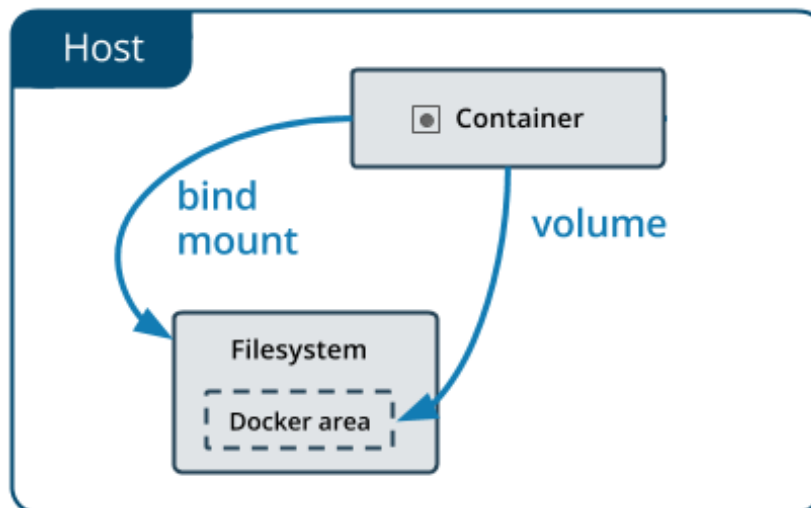 Host
Container
bind
mount
volume
Filesystem
Docker area